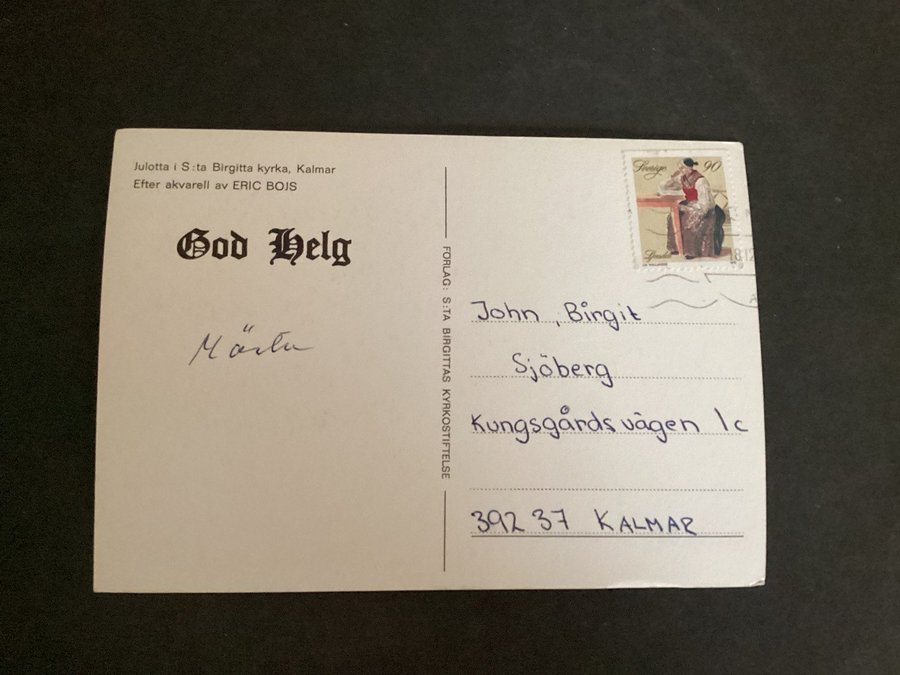 Julotta i S:ta Birgitta kyrka, Kalmar
Efter akvarell av ERIC BOJS
God Helg
FÖRLAG: S:TA BIRGITTAS KYRKOSTIFTELSE
Sverige 90
John, Birgit
Sjöberg
Kungsgårdsvägen 1c
392 37 KALMAR